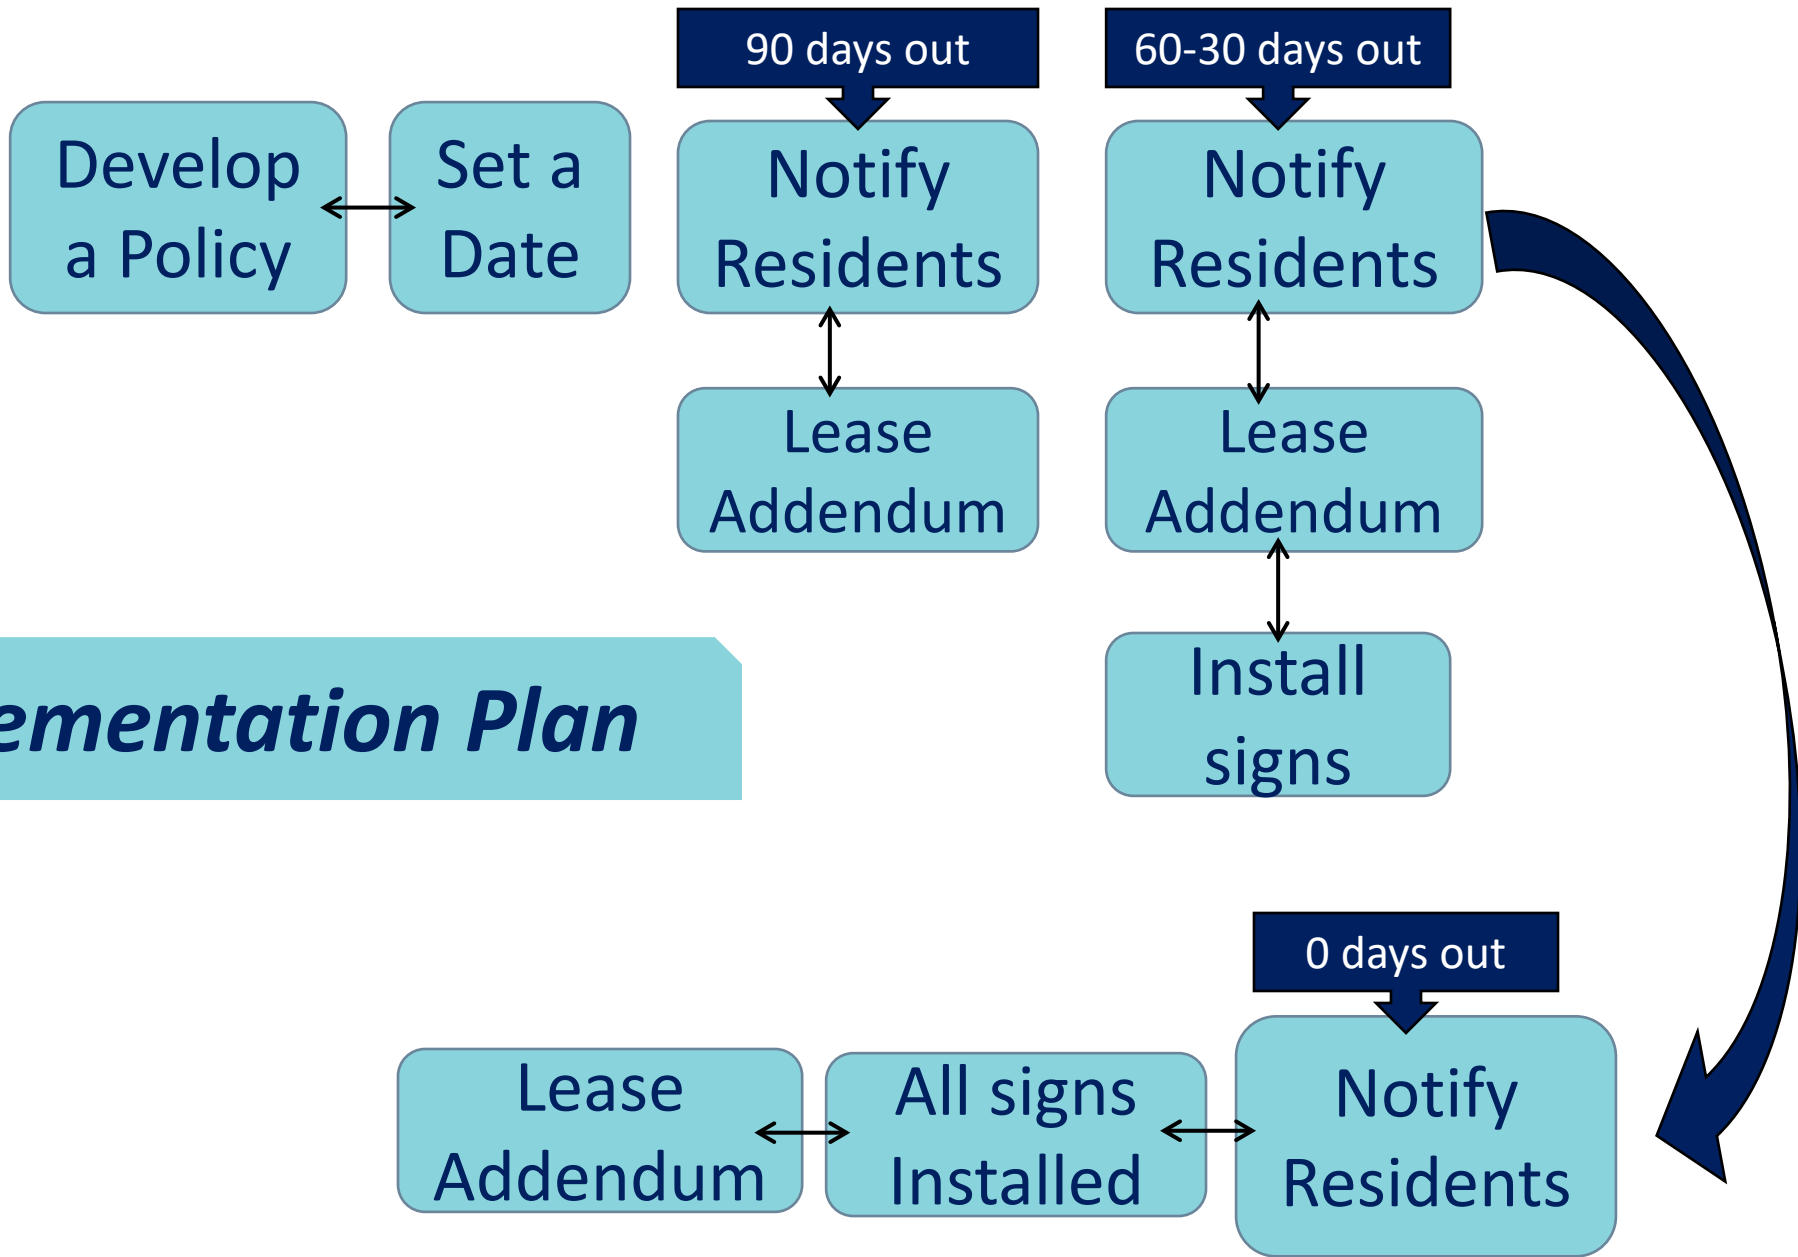 90 days out
60-30 days out
Develop
a Policy
Set a
Date
Notify
Residents
Notify
Residents
Lease
Addendum
Lease
Addendum
Install
signs
ementation Plan
0 days out
Lease
Addendum
All signs
Installed
Notify
Residents